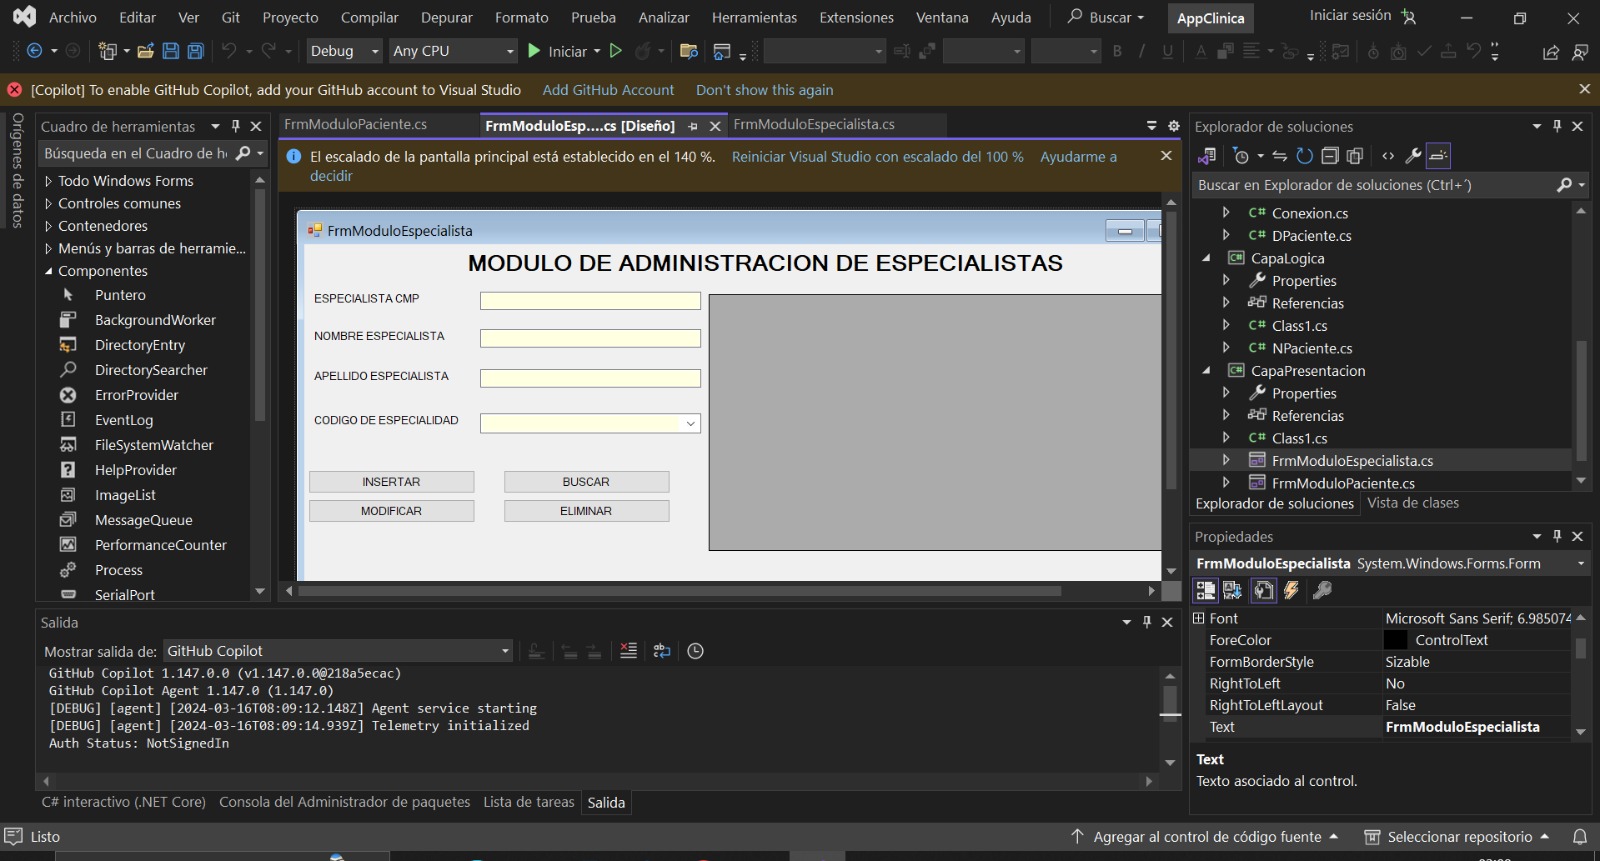 Archivo Editar Ver Git Proyecto Compilar Depurar Formato Prueba Analizar Herramientas Extensiones Ventana Ayuda Buscar AppClinica Iniciar sesión
Debug Any CPU Iniciar
[Copilot] To enable GitHub Copilot, add your GitHub account to Visual Studio Add GitHub Account Don't show this again
Orígenes de datos
Cuadro de herramientas
Búsqueda en el Cuadro de he
Todo Windows Forms
Controles comunes
Contenedores
Menús y barras de herramie...
Componentes
Puntero
BackgroundWorker
DirectoryEntry
DirectorySearcher
ErrorProvider
EventLog
FileSystemWatcher
HelpProvider
ImageList
MessageQueue
PerformanceCounter
Process
SerialPort
FrmModuloPaciente.cs FrmModuloEsp....cs [Diseño] FrmModuloEspecialista.cs
El escalado de la pantalla principal está establecido en el 140 %. Reiniciar Visual Studio con escalado del 100 % Ayudarme a
decidir
FrmModuloEspecialista
MODULO DE ADMINISTRACION DE ESPECIALISTAS
ESPECIALISTA CMP
NOMBRE ESPECIALISTA
APELLIDO ESPECIALISTA
CODIGO DE ESPECIALIDAD
INSERTAR BUSCAR
MODIFICAR ELIMINAR
Salida
Mostrar salida de: GitHub Copilot
GitHub Copilot 1.147.0.0 (v1.147.0.0@218a5ecac)
GitHub Copilot Agent 1.147.0 (1.147.0)
[DEBUG] [agent] [2024-03-16T08:09:12.148Z] Agent service starting
[DEBUG] [agent] [2024-03-16T08:09:14.939Z] Telemetry initialized
Auth Status: NotSignedIn
C# interactivo (.NET Core) Consola del Administrador de paquetes Lista de tareas Salida
Explorador de soluciones
Buscar en Explorador de soluciones (Ctrl+´)
C# Conexion.cs
C# DPaciente.cs
C# CapaLogica
Properties
Referencias
C# Class1.cs
C# NPaciente.cs
C# CapaPresentacion
Properties
Referencias
C# Class1.cs
FrmModuloEspecialista.cs
FrmModuloPaciente.cs
Explorador de soluciones Vista de clases
Propiedades
FrmModuloEspecialista System.Windows.Forms.Form
Font Microsoft Sans Serif; 6.985074
ForeColor ControlText
FormBorderStyle Sizable
RightToLeft No
RightToLeftLayout False
Text FrmModuloEspecialista
Text
Texto asociado al control.
Listo Agregar al control de código fuente Seleccionar repositorio